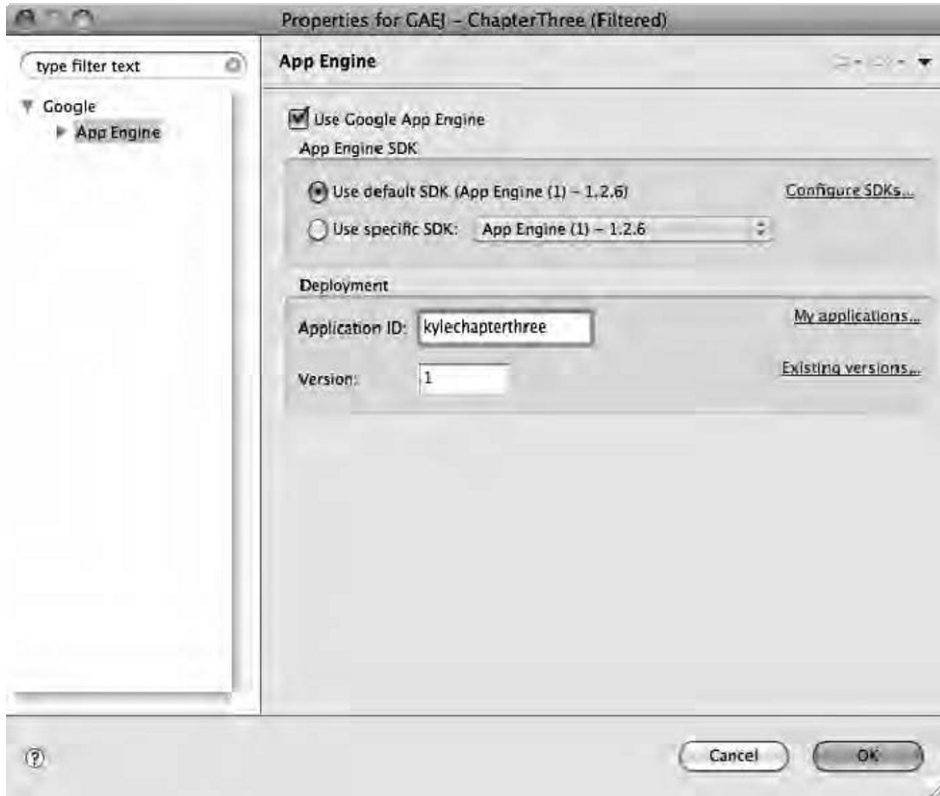 Properties for GAEJ – ChapterThree (Filtered)
type filter text
Google
App Engine
App Engine
Use Google App Engine
App Engine SDK
Use default SDK (App Engine (1) – 1.2.6)
Configure SDKs...
Use specific SDK:
App Engine (1) – 1.2.6
Deployment
Application ID:
kylechapterthree
My applications...
Version:
1
Existing versions...
?
Cancel
OK